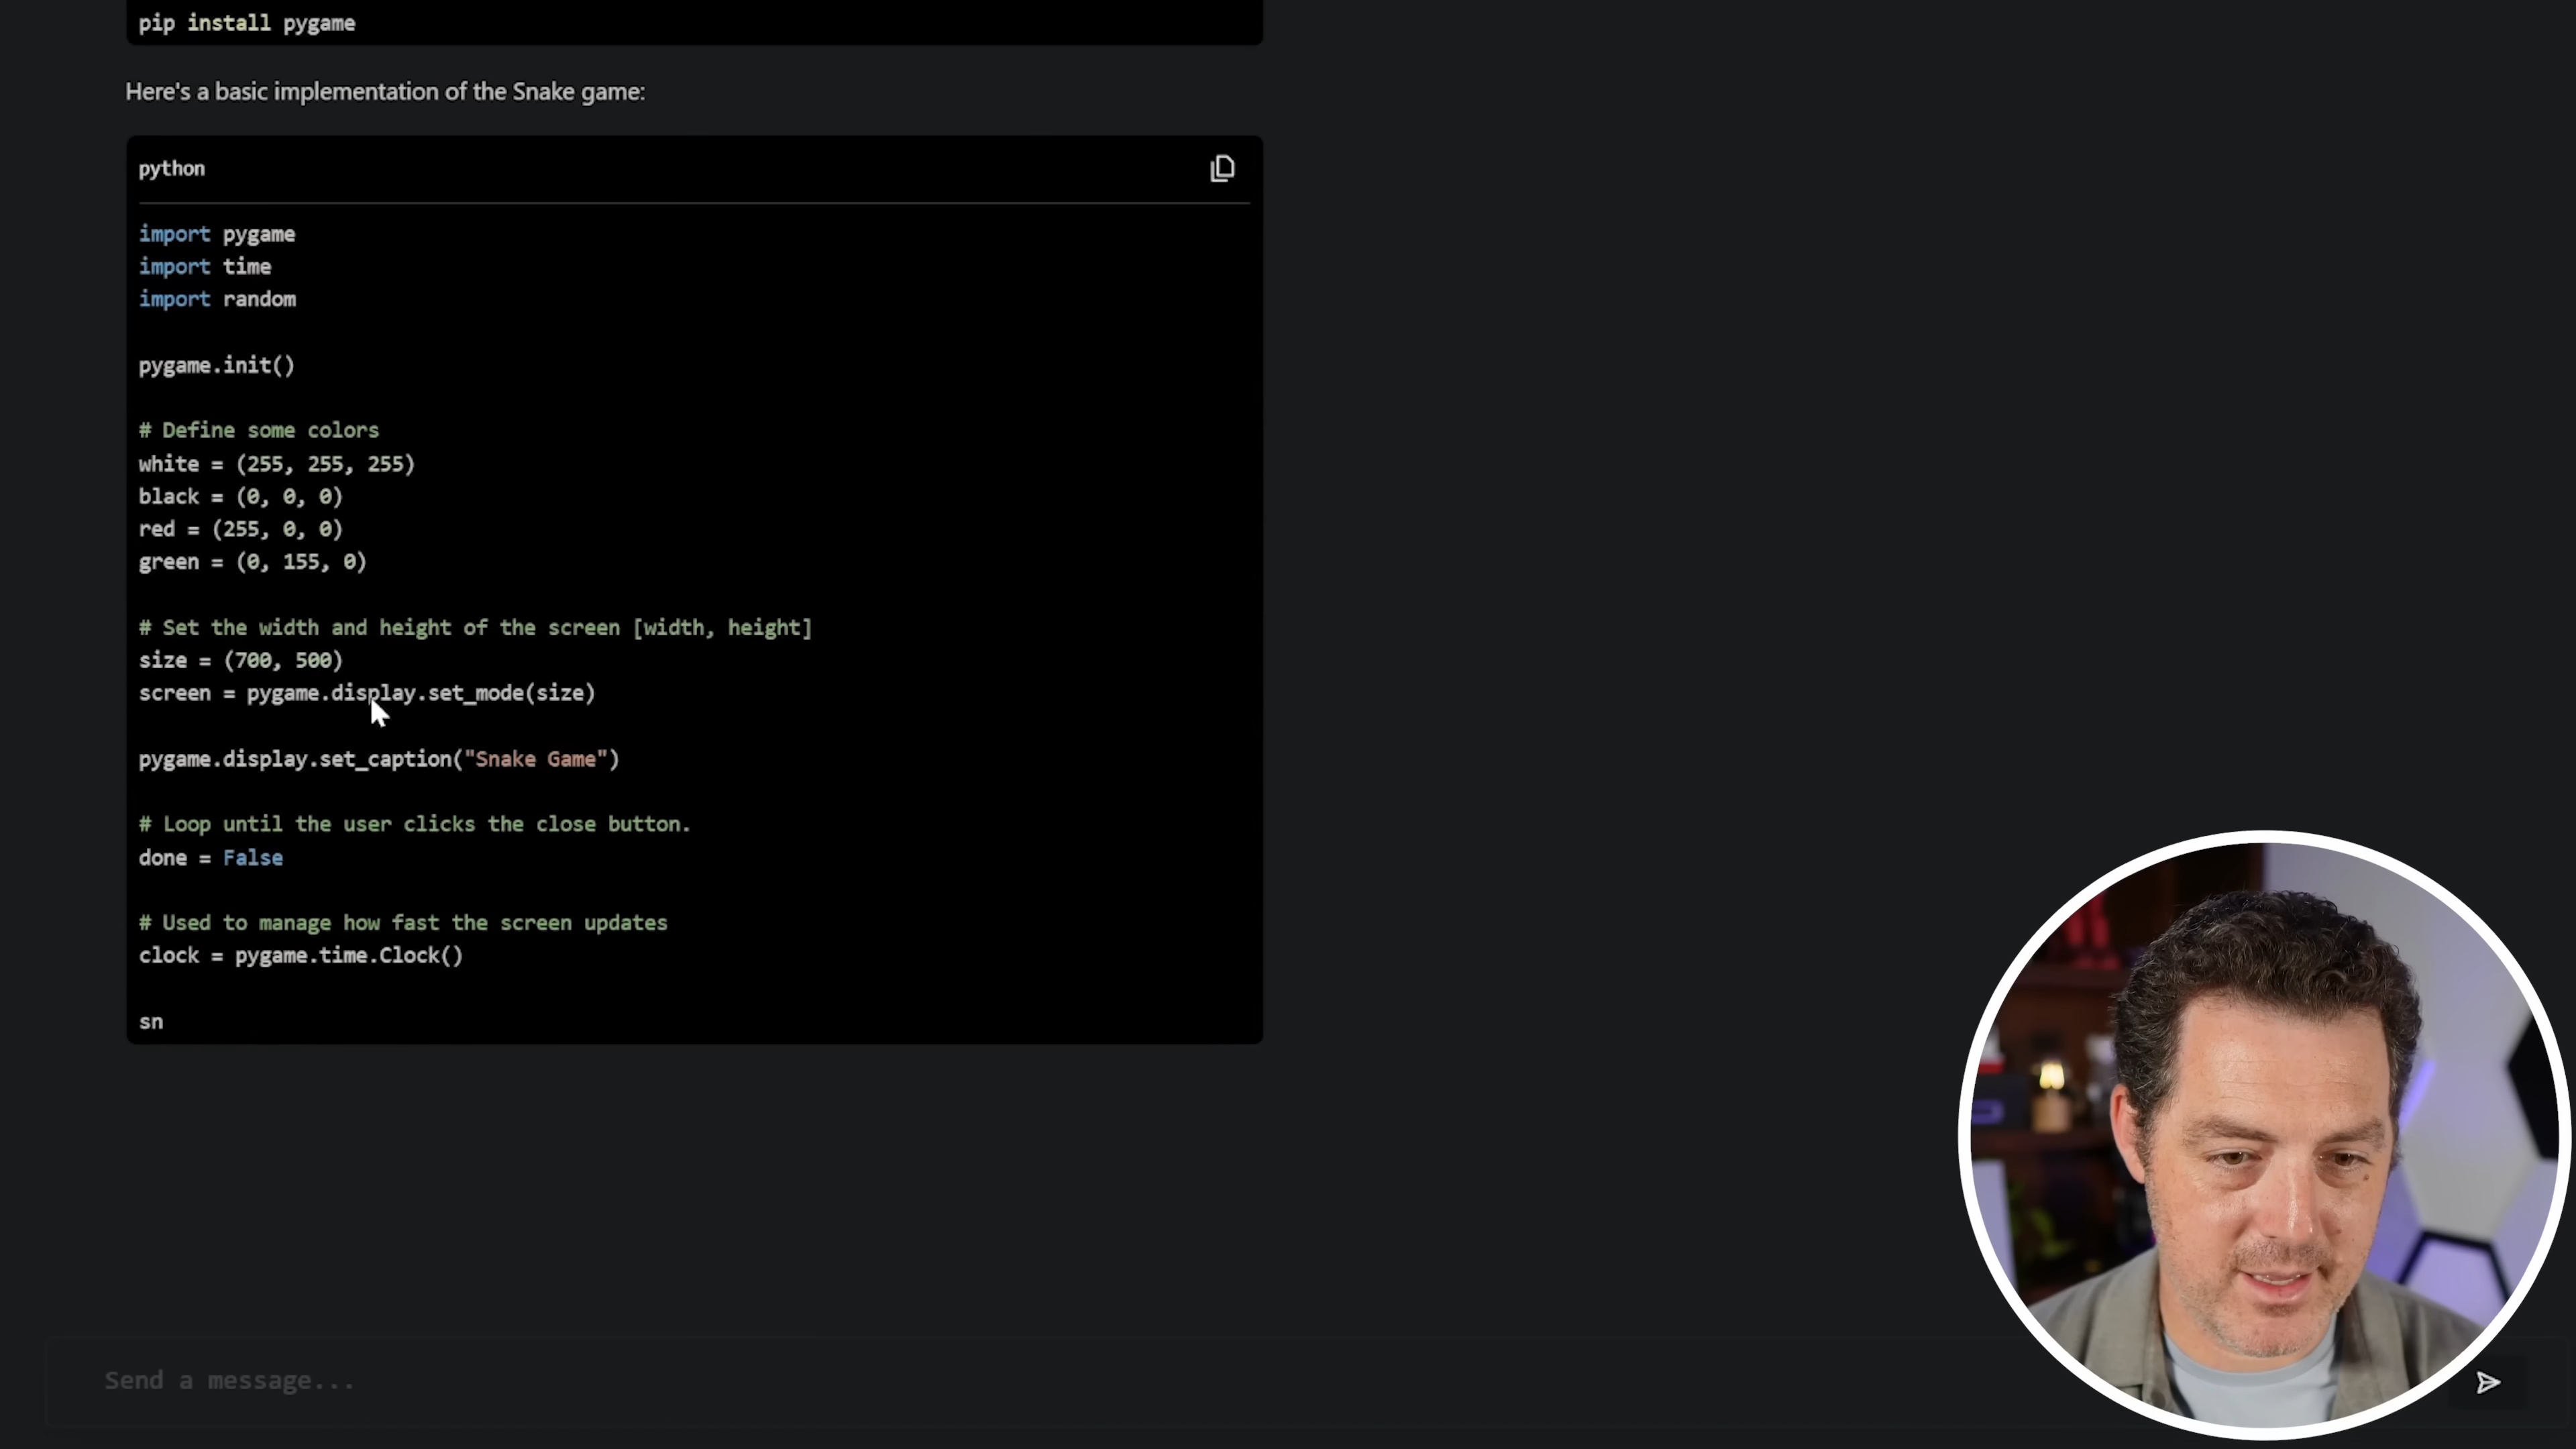 pip install pygame
Here's a basic implementation of the Snake game:
python
import pygame
import time
import random
pygame.init()
# Define some colors
white = (255, 255, 255)
black = (0, 0, 0)
red = (255, 0, 0)
green = (0, 155, 0)
# Set the width and height of the screen [width, height]
size = (700, 500)
screen = pygame.display.set_mode(size)
pygame.display.set_caption("Snake Game")
# Loop until the user clicks the close button.
done = False
# Used to manage how fast the screen updates
clock = pygame.time.Clock()
sn
Send a message...